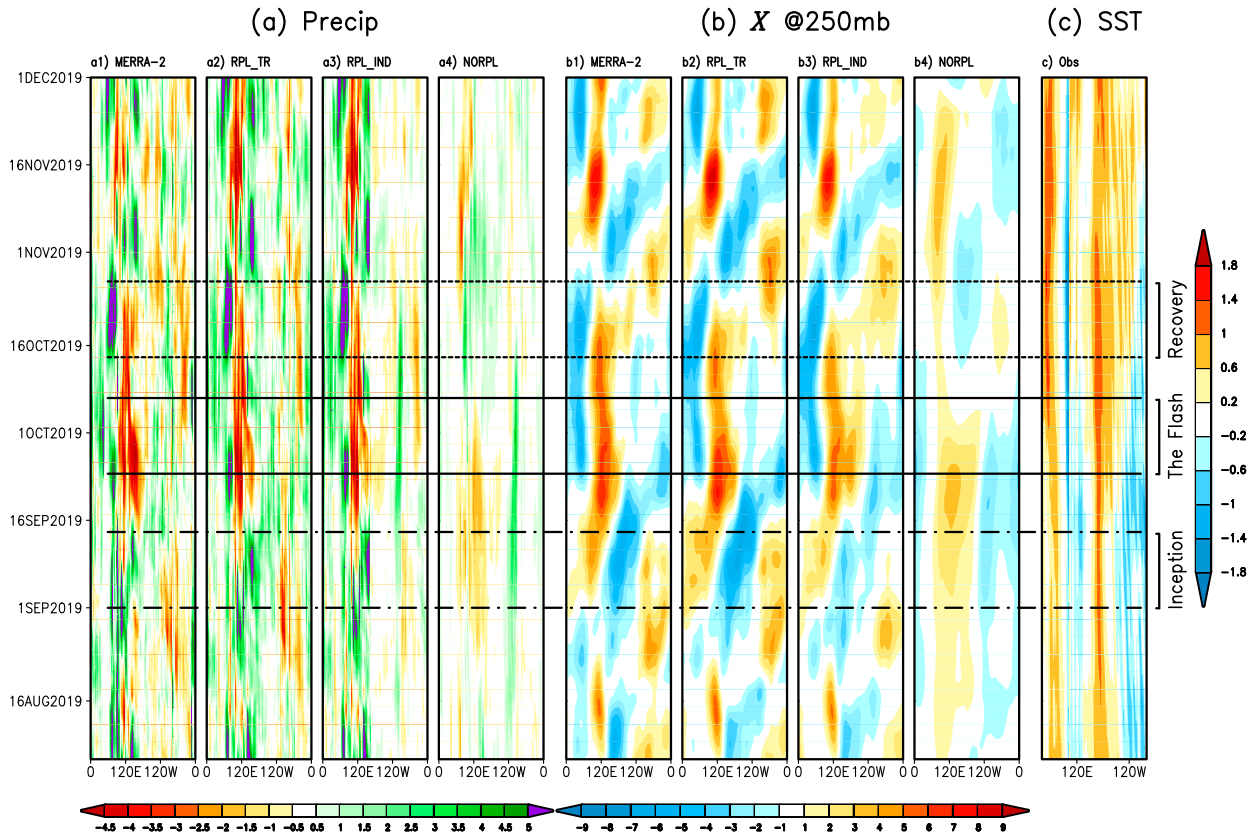 (a) Precip (b) X @250mb (c) SST
a1) MERRA-2 a2) RPL_TR a3) RPL_IND a4) NORPL b1) MERRA-2 b2) RPL_TR b3) RPL_IND b4) NORPL c) Obs
1DEC2019
16NOV2019
1NOV2019
16OCT2019
1OCT2019
16SEP2019
1SEP2019
16AUG2019
Recovery
The Flash
Inception
1.8
1.4
1
0.6
0.2
-0.2
-0.6
-1
-1.4
-1.8
0 120E 120W 0 0 120E 120W 0 0 120E 120W 0 0 120E 120W 0 0 120E 120W 0 0 120E 120W 0 0 120E 120W 0 0 120E 120W 0 120E 120W
-4.5 -4 -3.5 -3 -2.5 -2 -1.5 -1 -0.5 0.5 1 1.5 2 2.5 3 3.5 4 4.5 5 -9 -8 -7 -6 -5 -4 -3 -2 -1 1 2 3 4 5 6 7 8 9